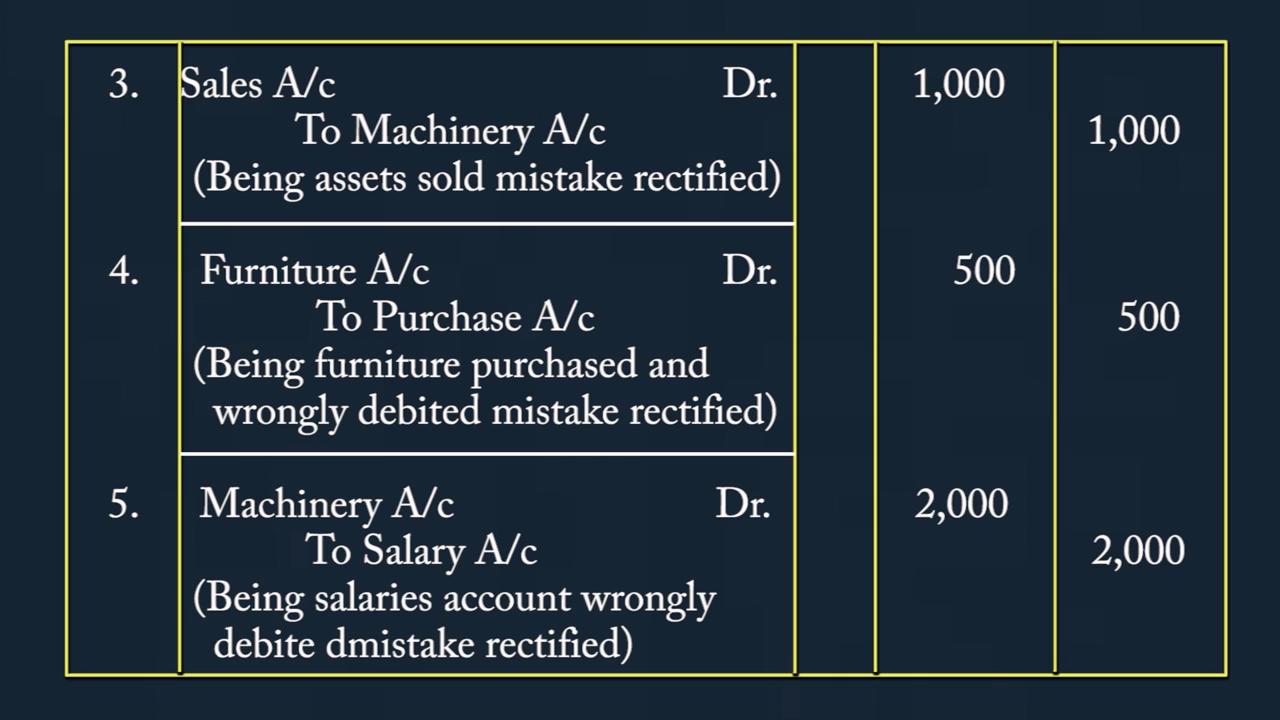 3. Sales A/c Dr. 1,000
To Machinery A/c 1,000
(Being assets sold mistake rectified)
4. Furniture A/c Dr. 500
To Purchase A/c 500
(Being furniture purchased and
wrongly debited mistake rectified)
5. Machinery A/c Dr. 2,000
To Salary A/c 2,000
(Being salaries account wrongly
debite dmistake rectified)